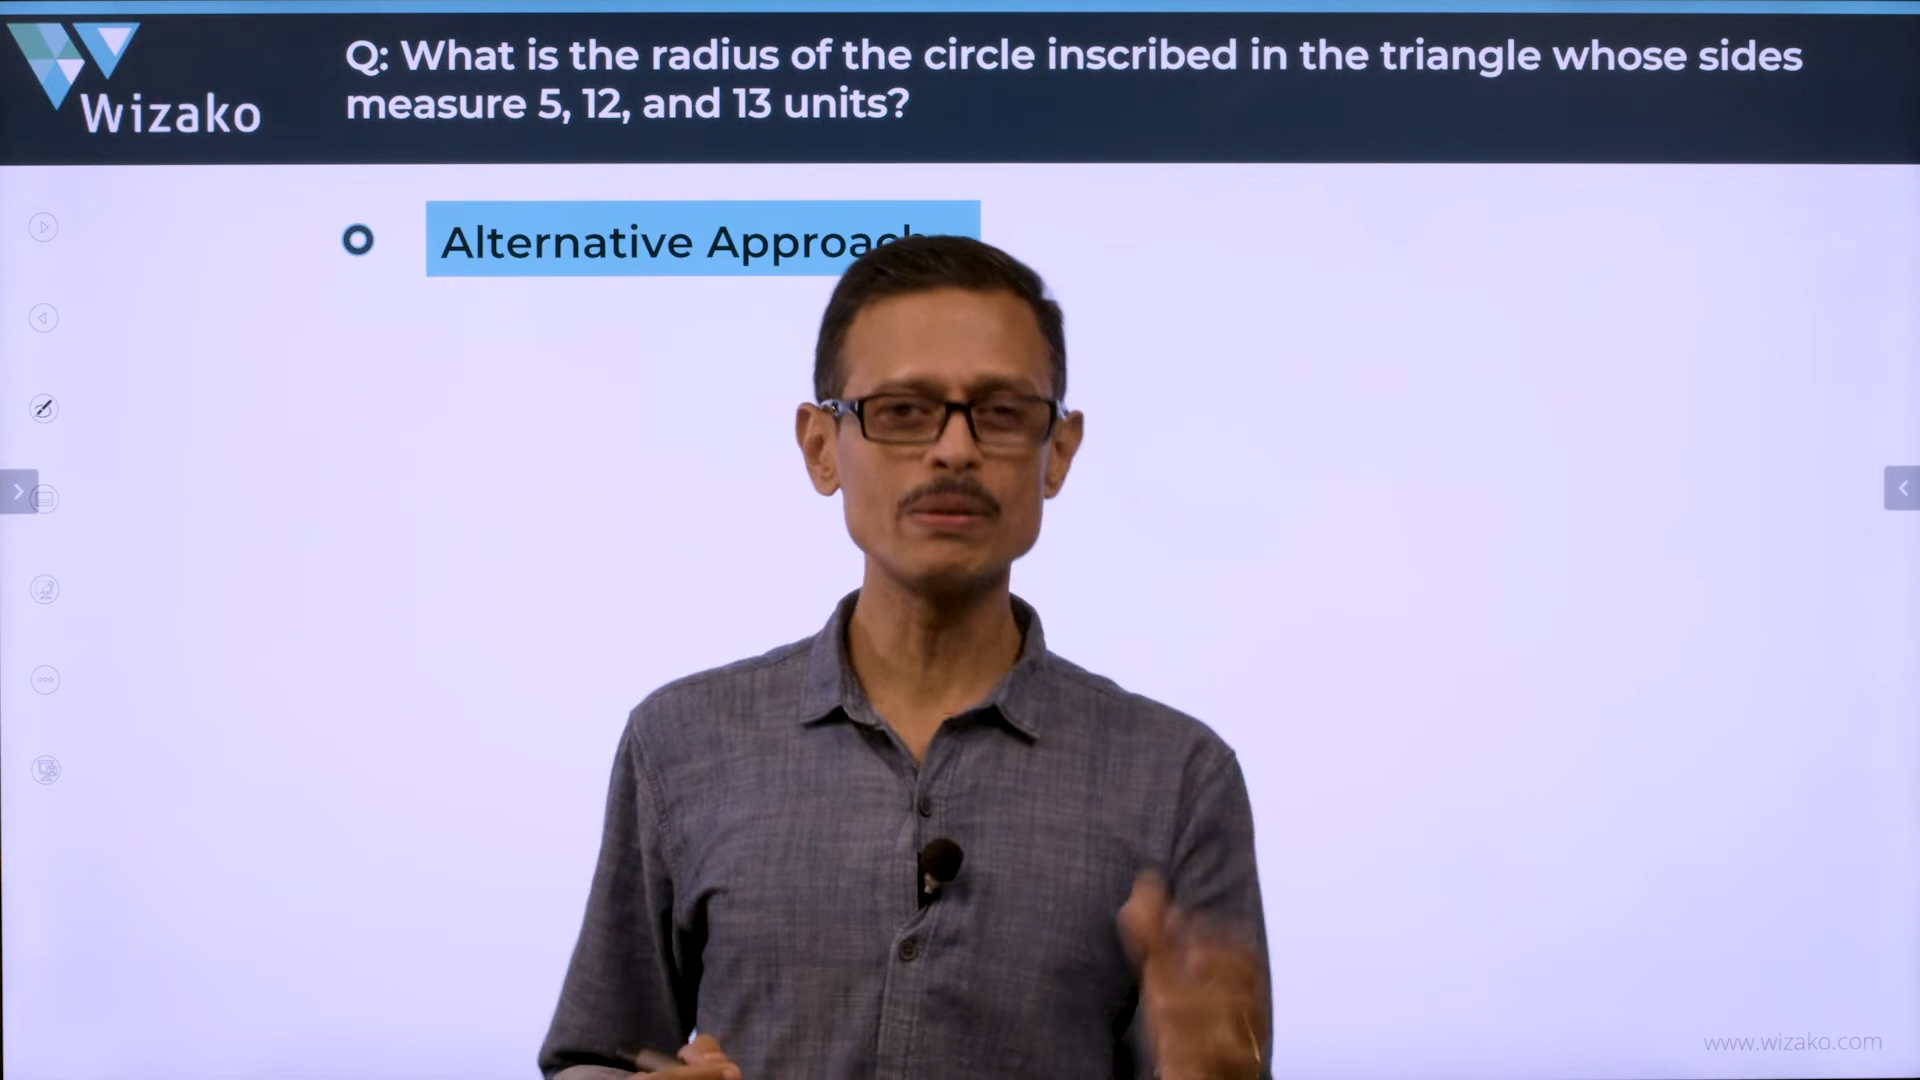 Q: What is the radius of the circle inscribed in the triangle whose sides
measure 5, 12, and 13 units?
Wizako
Alternative Approach
www.wizako.com